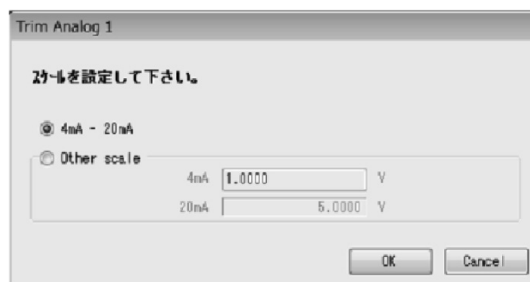 Trim Analog 1
ｽｹｰﾙを設定して下さい。
4mA - 20mA
Other scale
4mA 1.0000 V
20mA 5.0000 V
OK Cancel